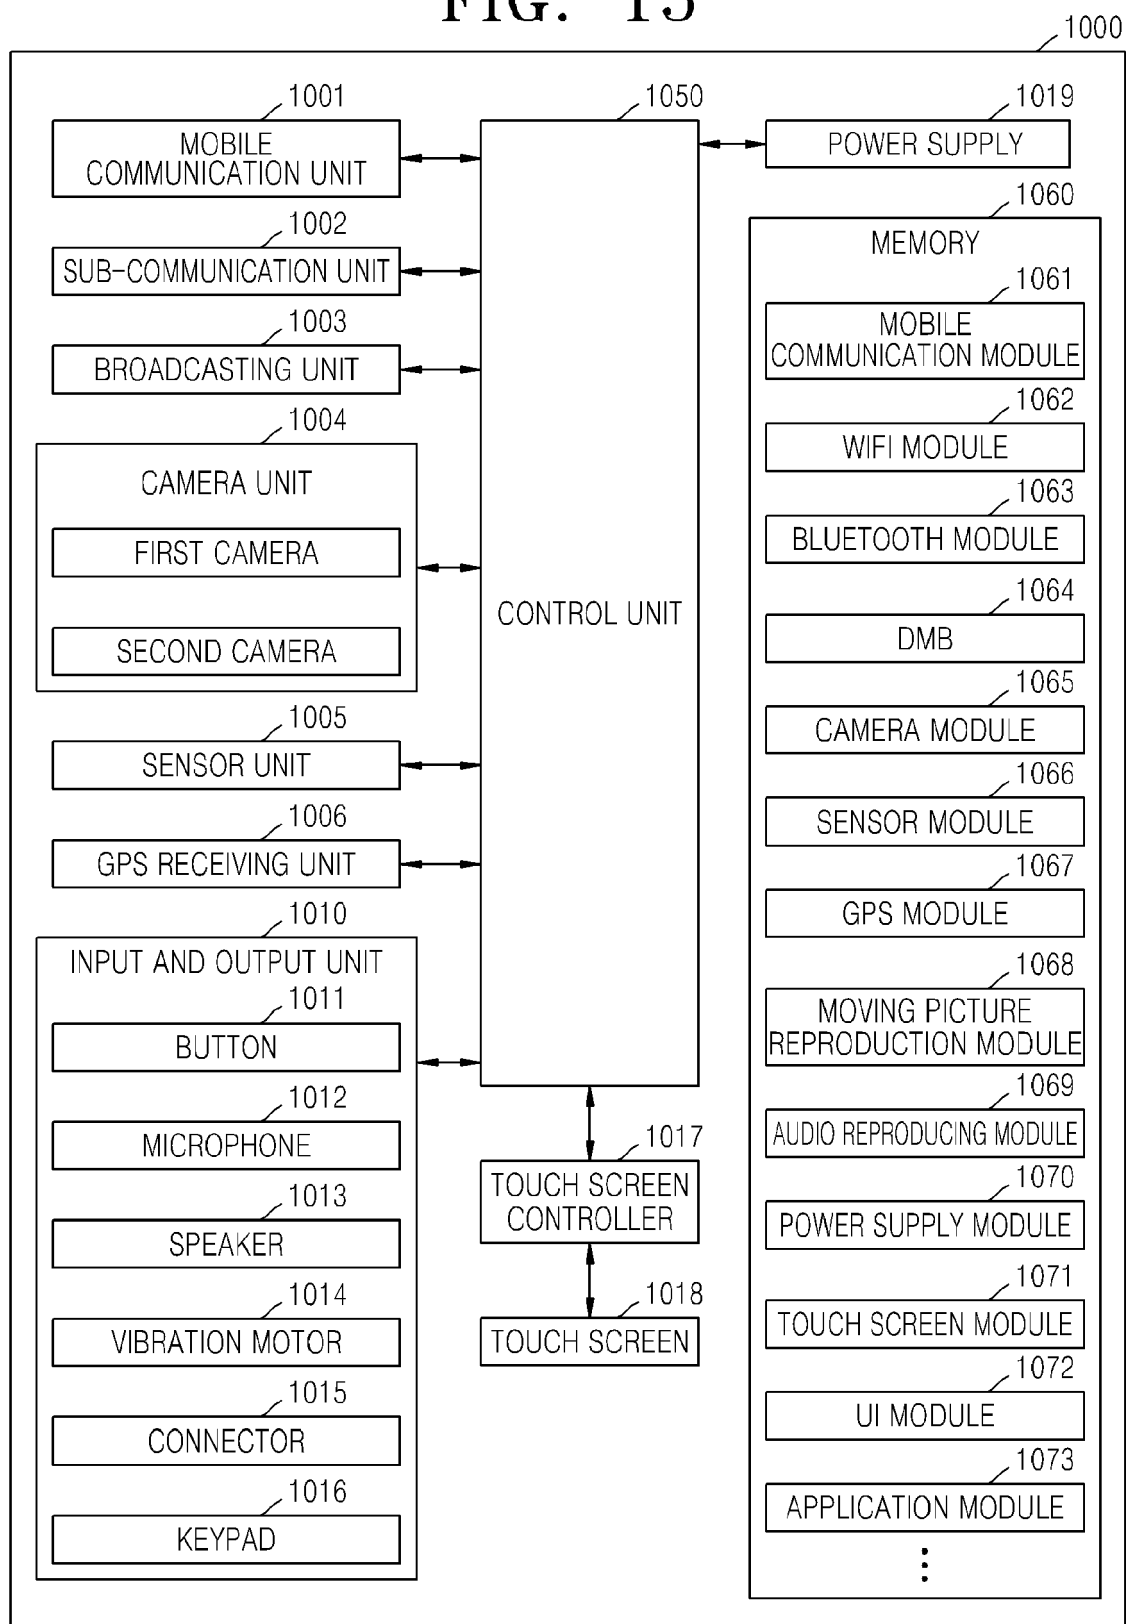 FIG. 15
1000
1001
MOBILE
COMMUNICATION UNIT
1002
SUB-COMMUNICATION UNIT
1003
BROADCASTING UNIT
1004
CAMERA UNIT
FIRST CAMERA
SECOND CAMERA
1005
SENSOR UNIT
1006
GPS RECEIVING UNIT
1010
INPUT AND OUTPUT UNIT
1011
BUTTON
1012
MICROPHONE
1013
SPEAKER
1014
VIBRATION MOTOR
1015
CONNECTOR
1016
KEYPAD
1050
CONTROL UNIT
1017
TOUCH SCREEN
CONTROLLER
1018
TOUCH SCREEN
1019
POWER SUPPLY
1060
MEMORY
1061
MOBILE
COMMUNICATION MODULE
1062
WIFI MODULE
1063
BLUETOOTH MODULE
1064
DMB
1065
CAMERA MODULE
1066
SENSOR MODULE
1067
GPS MODULE
1068
MOVING PICTURE
REPRODUCTION MODULE
1069
AUDIO REPRODUCING MODULE
1070
POWER SUPPLY MODULE
1071
TOUCH SCREEN MODULE
1072
UI MODULE
1073
APPLICATION MODULE